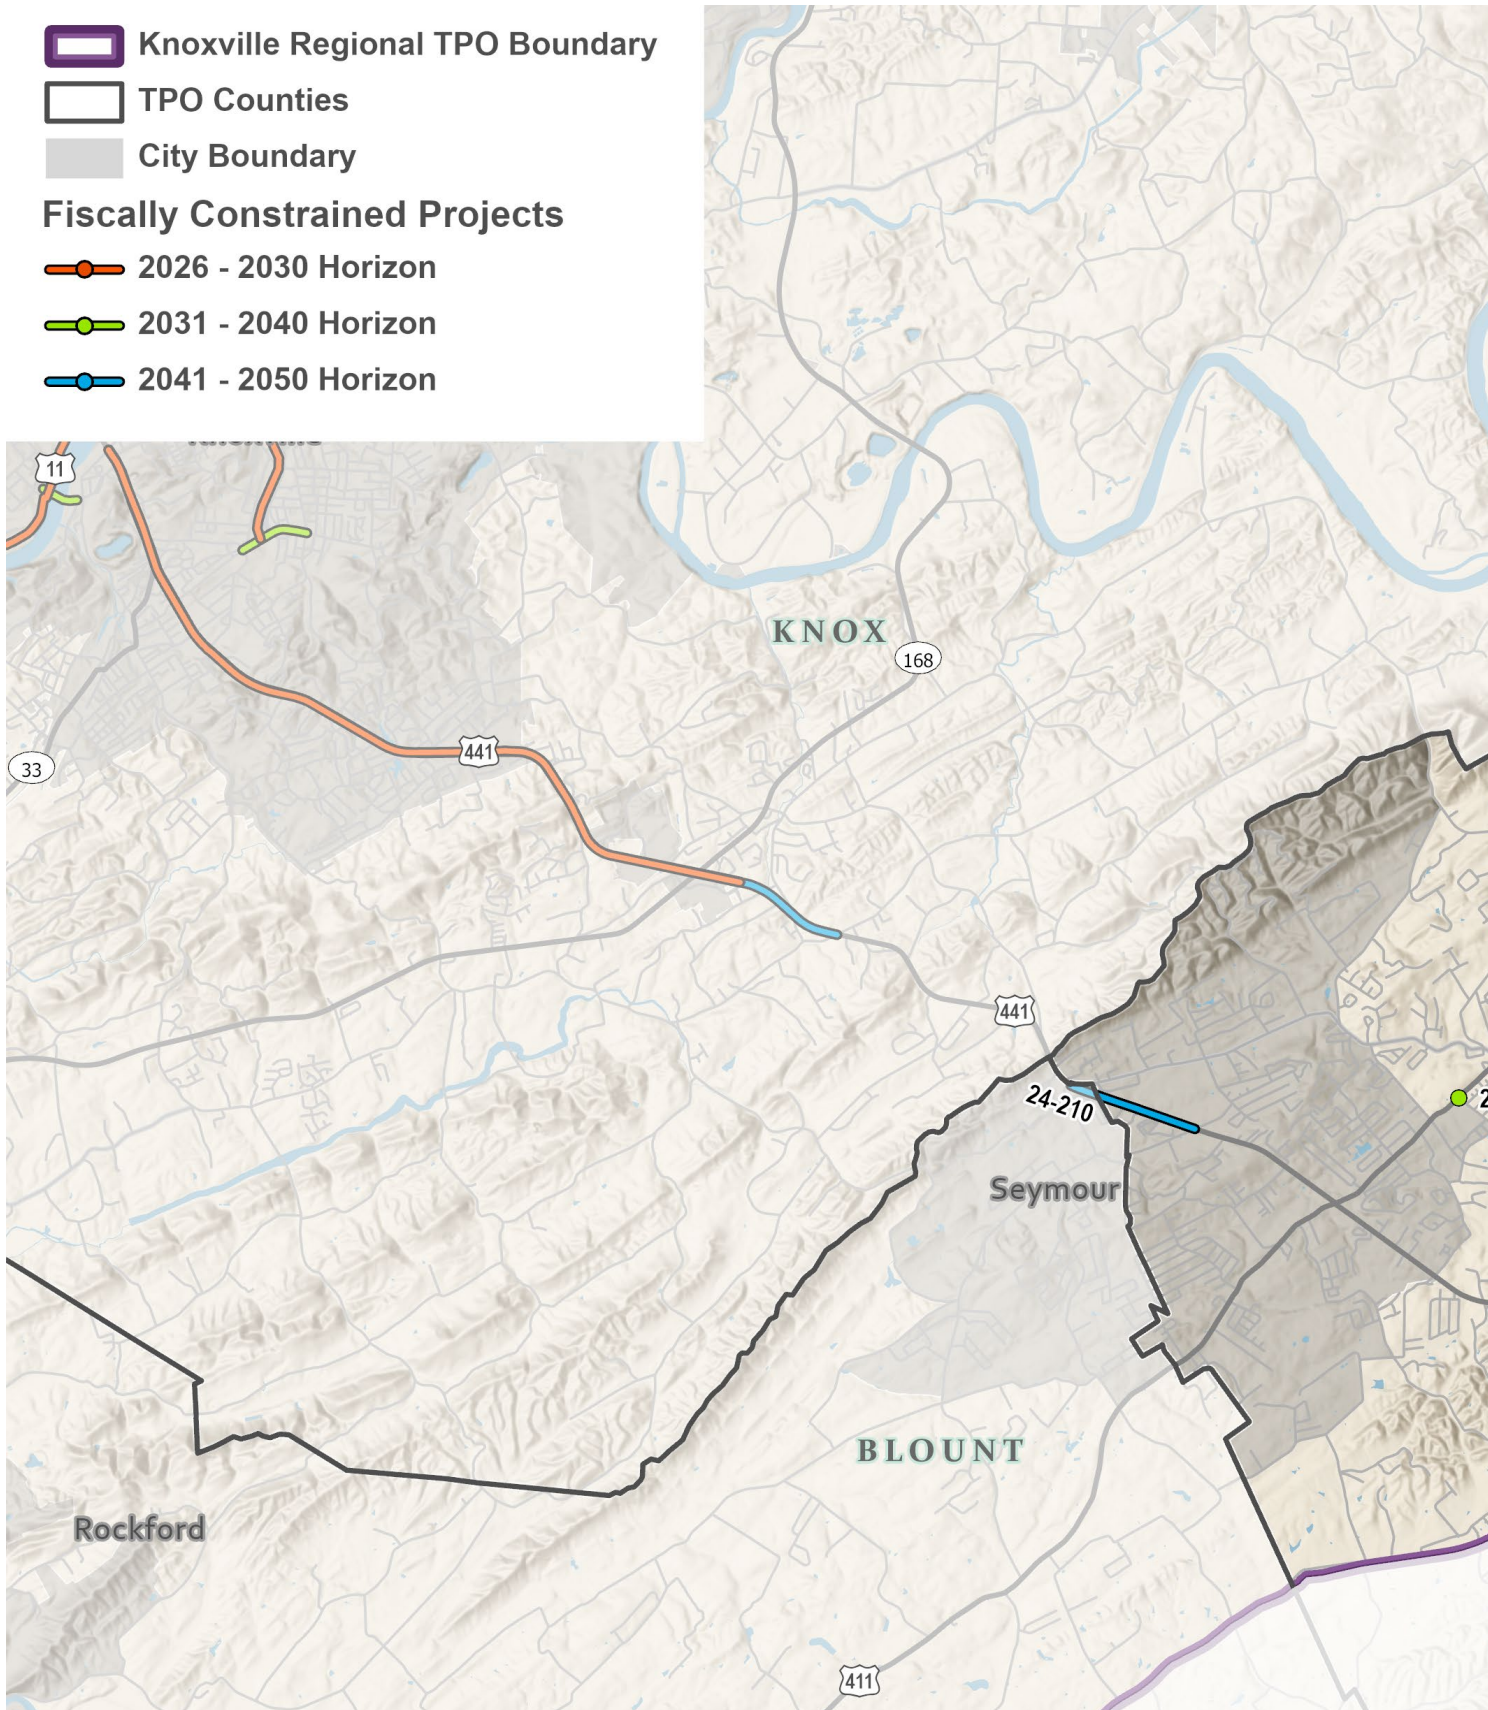 Knoxville Regional TPO Boundary
TPO Counties
City Boundary
Fiscally Constrained Projects
2026 - 2030 Horizon
2031 - 2040 Horizon
2041 - 2050 Horizon
11
KNOX
168
33
441
441
24-210
Seymour
BLOUNT
Rockford
411